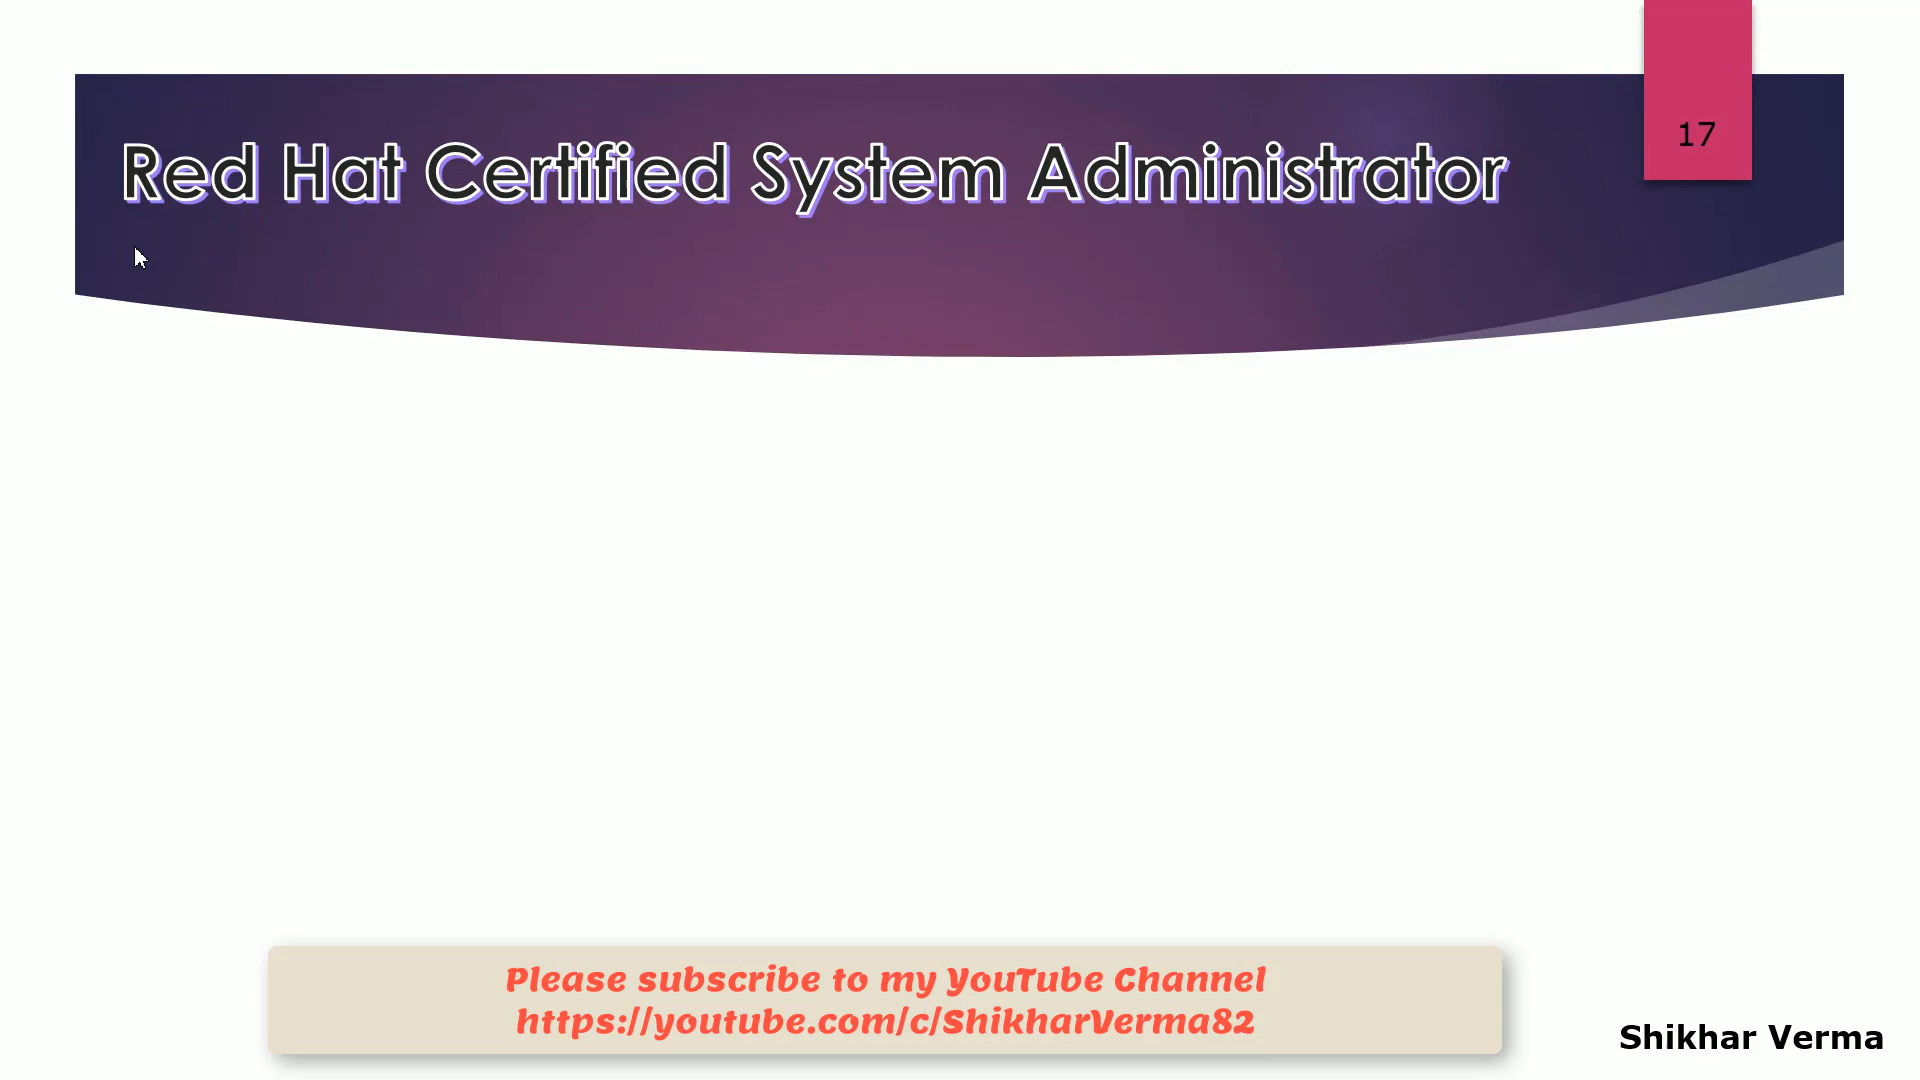 17
Red Hat Certified System Administrator
Please subscribe to my YouTube Channel
https://youtube.com/c/ShikharVerma82
Shikhar Verma